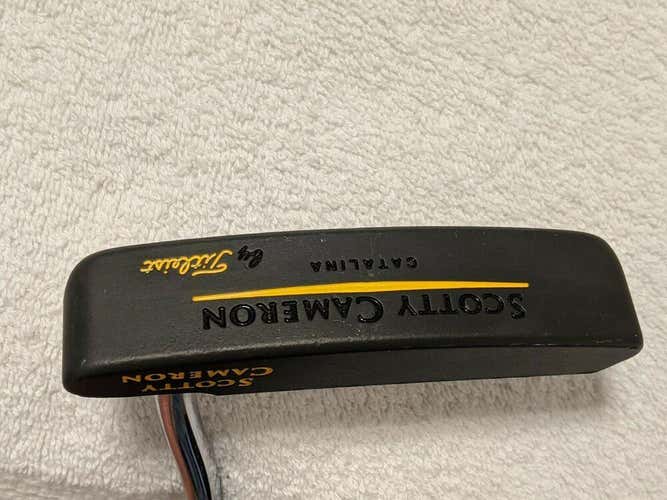 SCOTTY CAMERON
CATALINA
by Titleist
SCOTTY
CAMERON